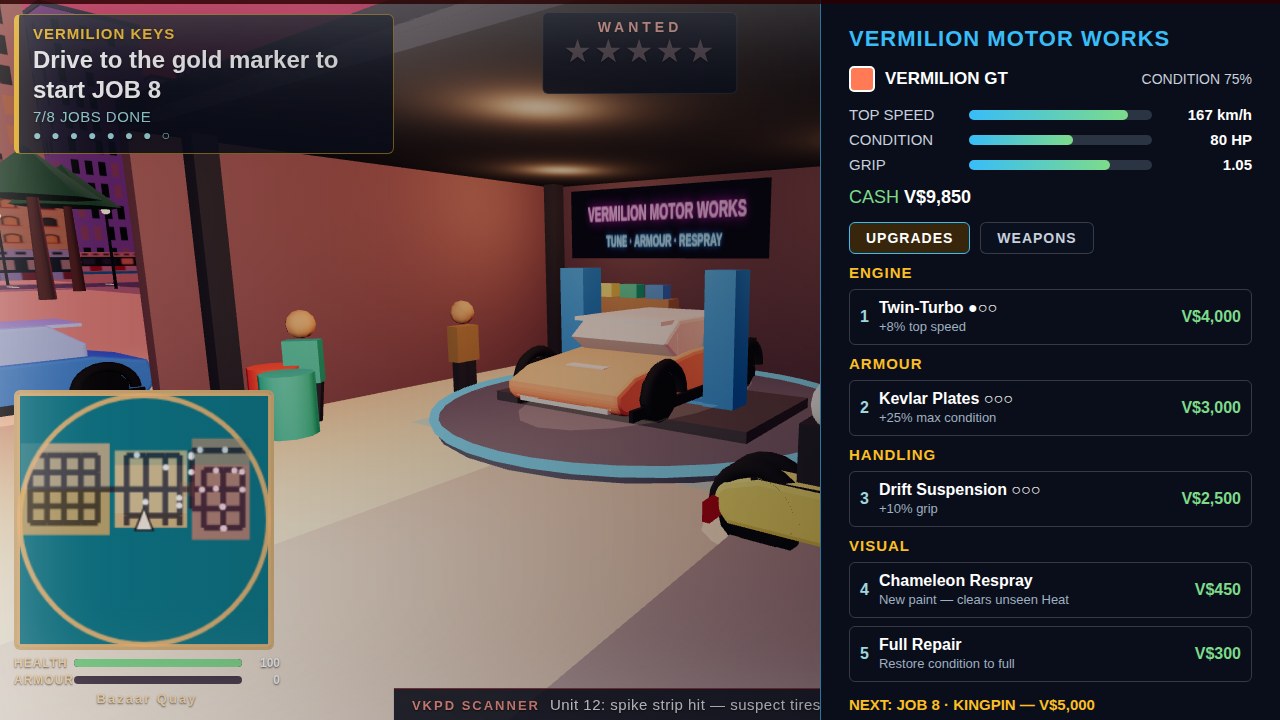 VERMILION KEYS
Drive to the gold marker to
start JOB 8
7/8 JOBS DONE
WANTED
VERMILION MOTOR WORKS
TUNE · ARMOUR · RESPRAY
HEALTH 100
ARMOUR 0
Bazaar Quay
VKPD SCANNER Unit 12: spike strip hit — suspect tires
VERMILION MOTOR WORKS
VERMILION GT CONDITION 75%
TOP SPEED 167 km/h
CONDITION 80 HP
GRIP 1.05
CASH V$9,850
UPGRADES WEAPONS
ENGINE
1 Twin-Turbo ●○○ V$4,000
+8% top speed
ARMOUR
2 Kevlar Plates ○○○ V$3,000
+25% max condition
HANDLING
3 Drift Suspension ○○○ V$2,500
+10% grip
VISUAL
4 Chameleon Respray V$450
New paint — clears unseen Heat
5 Full Repair V$300
Restore condition to full
NEXT: JOB 8 · KINGPIN — V$5,000